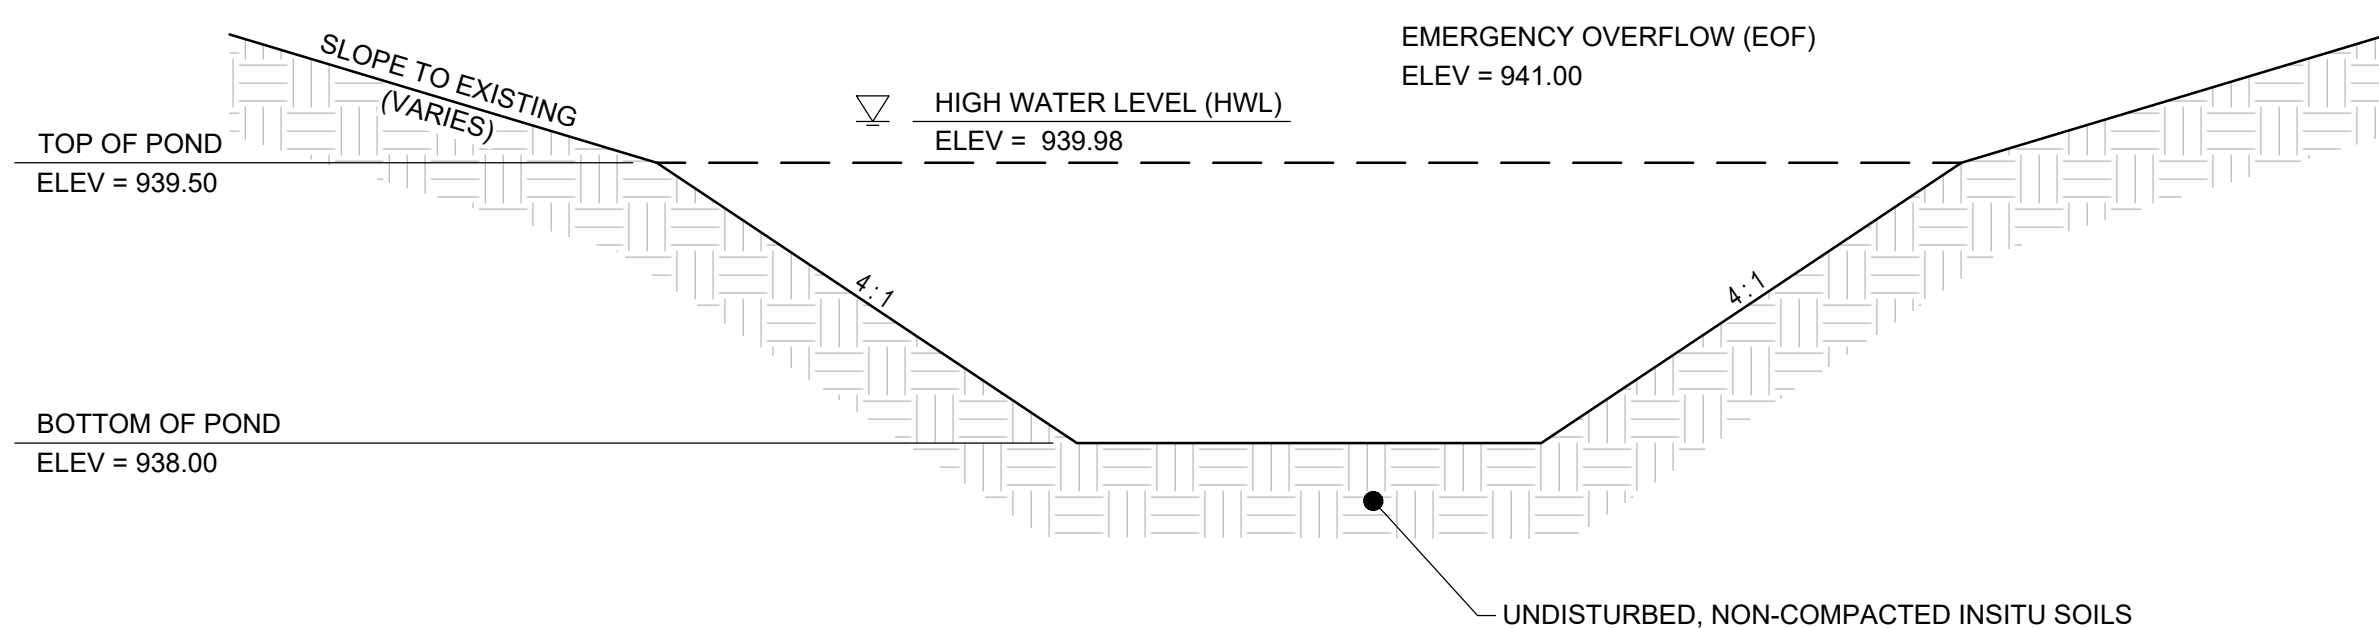 EMERGENCY OVERFLOW (EOF)
ELEV = 941.00
SLOPE TO EXISTING
(VARIES)
HIGH WATER LEVEL (HWL)
ELEV = 939.98
TOP OF POND
ELEV = 939.50
4:1
4:1
BOTTOM OF POND
ELEV = 938.00
UNDISTURBED, NON-COMPACTED INSITU SOILS